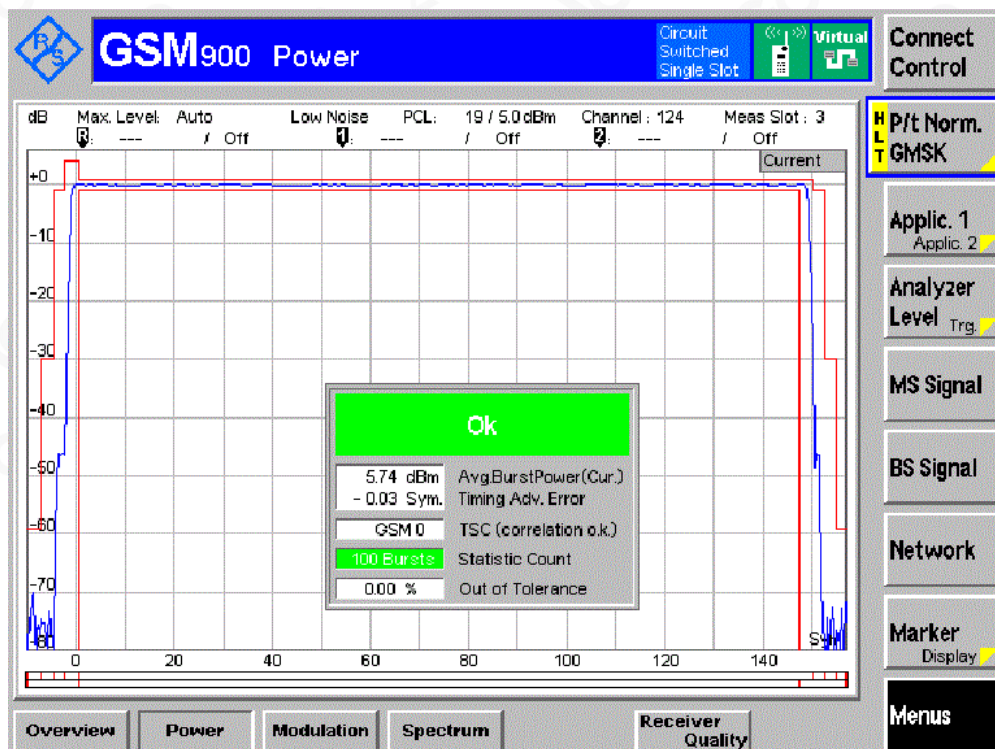 R/S
GSM900 Power
Circuit
Switched
Single Slot
Virtual
Connect
Control
dB Max. Level: Auto Low Noise PCL: 19 / 5.0 dBm Channel : 124 Meas Slot : 3
R: --- / Off 1: --- / Off 2: --- / Off
Current
+0
-10
-20
-30
-40
-50
-60
-70
-80
Sym
0 20 40 60 80 100 120 140
Ok
5.74 dBm Avg.BurstPower(Cur.)
- 0.03 Sym. Timing Adv. Error
GSM 0 TSC (correlation o.k.)
100 Bursts Statistic Count
0.00 % Out of Tolerance
HLT
P/t Norm.
GMSK
Applic. 1
Applic. 2
Analyzer
Level Trg.
MS Signal
BS Signal
Network
Marker
Display
Menus
Overview Power Modulation Spectrum Receiver
Quality